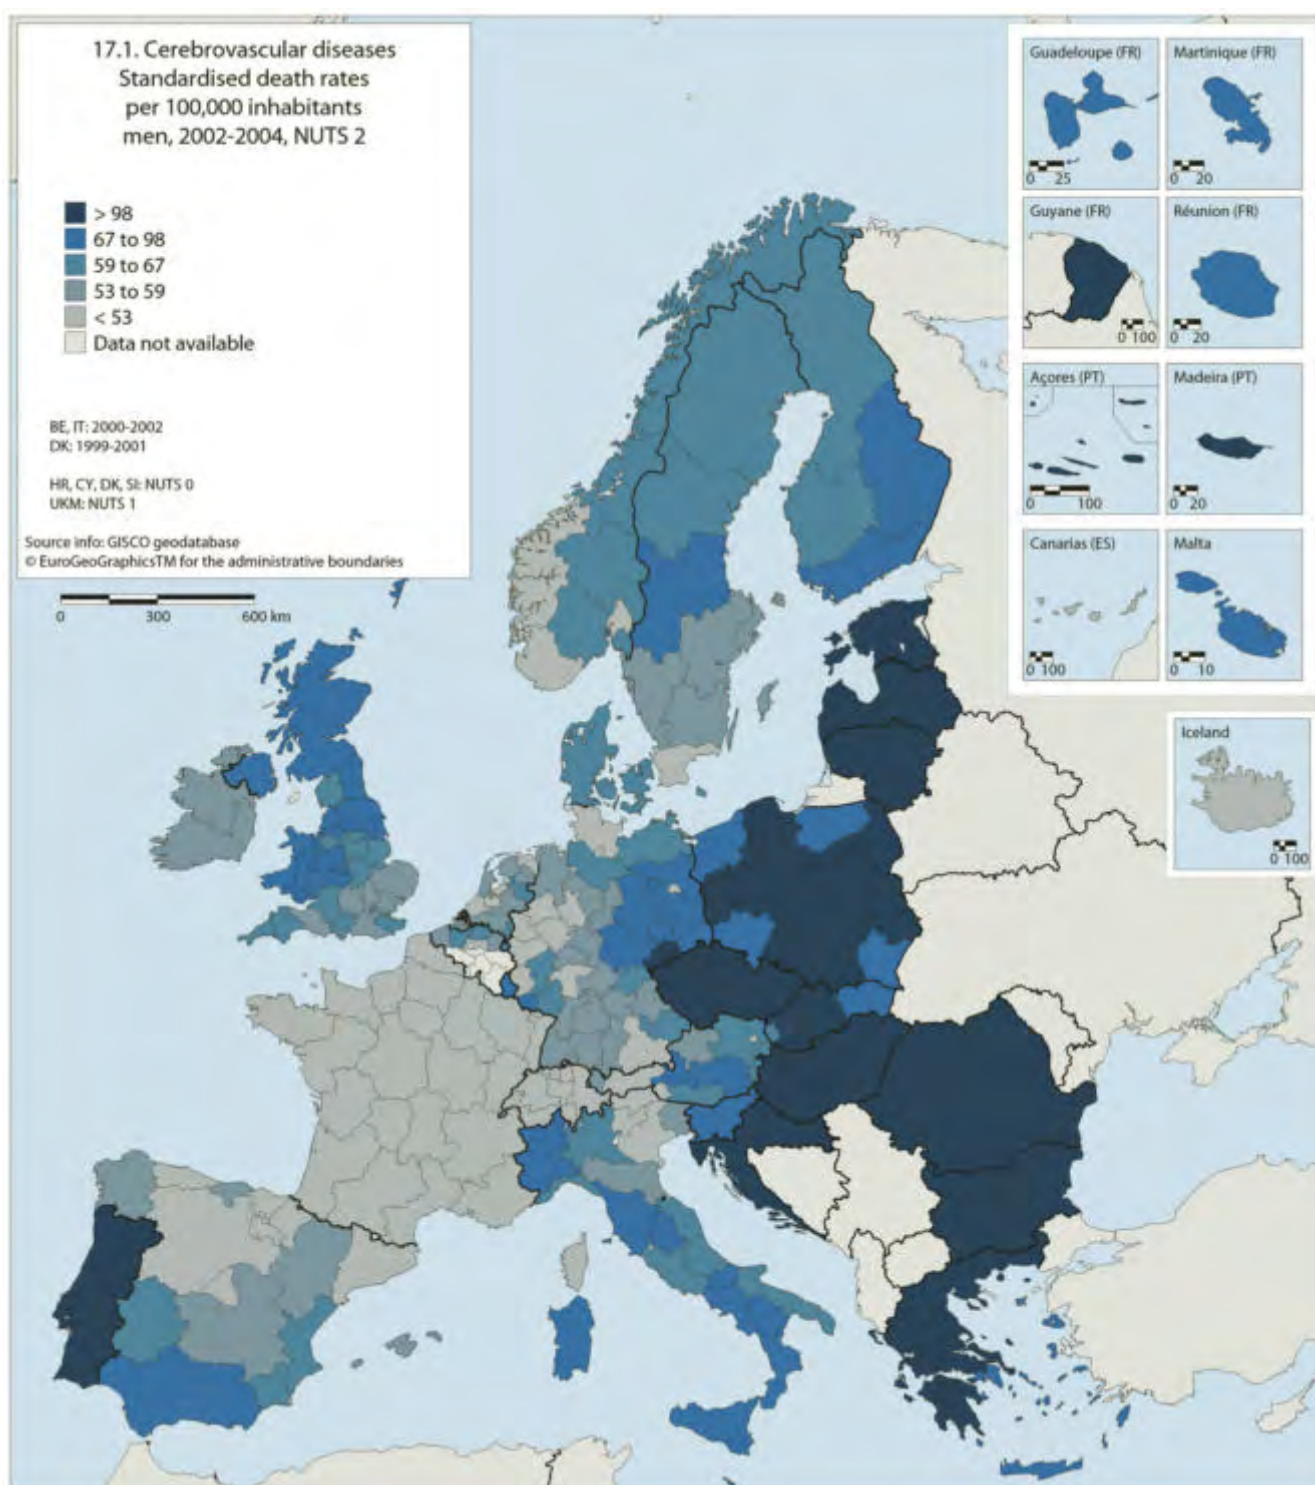 17.1. Cerebrovascular diseases
Standardised death rates
per 100,000 inhabitants
men, 2002-2004, NUTS 2
> 98
67 to 98
59 to 67
53 to 59
< 53
Data not available
BE, IT: 2000-2002
DK: 1999-2001
HR, CY, DK, SI: NUTS 0
UKM: NUTS 1
Source info: GISCO geodatabase
© EuroGeoGraphicsTM for the administrative boundaries
0 300 600 km
Guadeloupe (FR)
0 25
Martinique (FR)
0 20
Guyane (FR)
0 100
Réunion (FR)
0 20
Açores (PT)
0 100
Madeira (PT)
0 20
Canarias (ES)
0 100
Malta
0 10
Iceland
0 100